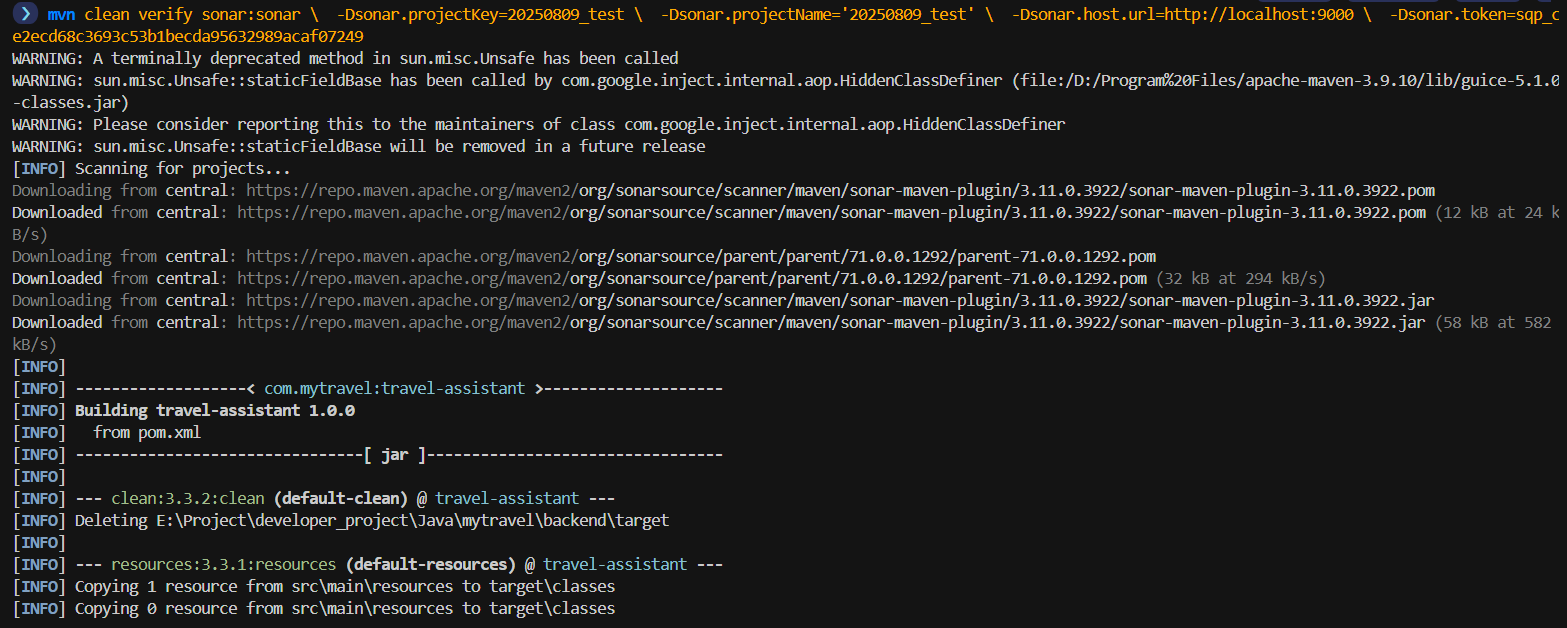 ❯ mvn clean verify sonar:sonar \  -Dsonar.projectKey=20250809_test \  -Dsonar.projectName='20250809_test' \  -Dsonar.host.url=http://localhost:9000 \  -Dsonar.token=sqp_c
e2ecd68c3693c53b1becda95632989acaf07249
WARNING: A terminally deprecated method in sun.misc.Unsafe has been called
WARNING: sun.misc.Unsafe::staticFieldBase has been called by com.google.inject.internal.aop.HiddenClassDefiner (file:/D:/Program%20Files/apache-maven-3.9.10/lib/guice-5.1.0
-classes.jar)
WARNING: Please consider reporting this to the maintainers of class com.google.inject.internal.aop.HiddenClassDefiner
WARNING: sun.misc.Unsafe::staticFieldBase will be removed in a future release
[INFO] Scanning for projects...
Downloading from central: https://repo.maven.apache.org/maven2/org/sonarsource/scanner/maven/sonar-maven-plugin/3.11.0.3922/sonar-maven-plugin-3.11.0.3922.pom
Downloaded from central: https://repo.maven.apache.org/maven2/org/sonarsource/scanner/maven/sonar-maven-plugin/3.11.0.3922/sonar-maven-plugin-3.11.0.3922.pom (12 kB at 24 k
B/s)
Downloading from central: https://repo.maven.apache.org/maven2/org/sonarsource/parent/parent/71.0.0.1292/parent-71.0.0.1292.pom
Downloaded from central: https://repo.maven.apache.org/maven2/org/sonarsource/parent/parent/71.0.0.1292/parent-71.0.0.1292.pom (32 kB at 294 kB/s)
Downloading from central: https://repo.maven.apache.org/maven2/org/sonarsource/scanner/maven/sonar-maven-plugin/3.11.0.3922/sonar-maven-plugin-3.11.0.3922.jar
Downloaded from central: https://repo.maven.apache.org/maven2/org/sonarsource/scanner/maven/sonar-maven-plugin/3.11.0.3922/sonar-maven-plugin-3.11.0.3922.jar (58 kB at 582
kB/s)
[INFO]
[INFO] -------------------< com.mytravel:travel-assistant >--------------------
[INFO] Building travel-assistant 1.0.0
[INFO]   from pom.xml
[INFO] --------------------------------[ jar ]---------------------------------
[INFO]
[INFO] --- clean:3.3.2:clean (default-clean) @ travel-assistant ---
[INFO] Deleting E:\Project\developer_project\Java\mytravel\backend\target
[INFO]
[INFO] --- resources:3.3.1:resources (default-resources) @ travel-assistant ---
[INFO] Copying 1 resource from src\main\resources to target\classes
[INFO] Copying 0 resource from src\main\resources to target\classes